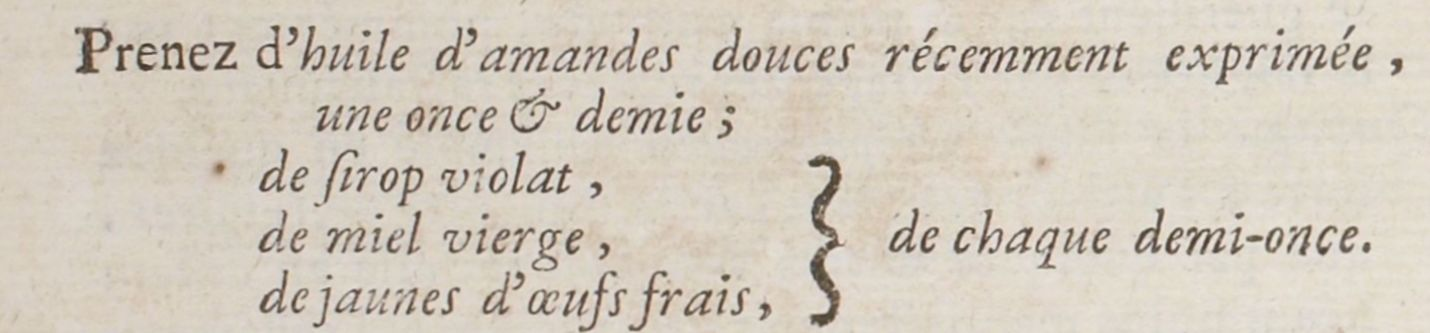 Prenez d'huile d'amandes douces récemment exprimée,
une once & demie;
de ſirop violat,
de miel vierge, } de chaque demi-once.
de jaunes d'œufs frais,